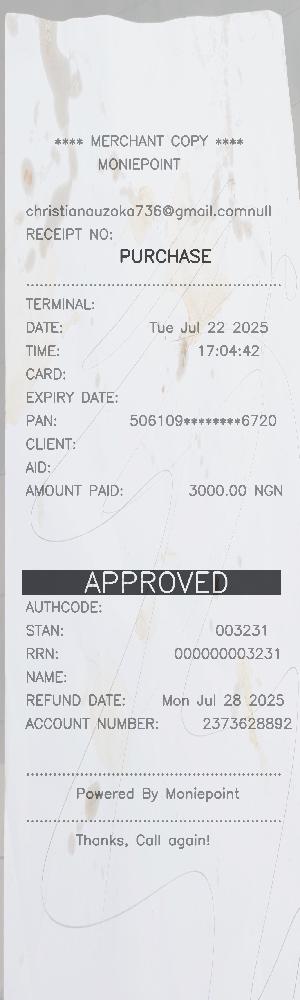 **** MERCHANT COPY ****
MONIEPOINT
christianauzoka736@gmail.comnull
RECEIPT NO:
PURCHASE
TERMINAL:
DATE: Tue Jul 22 2025
TIME: 17:04:42
CARD:
EXPIRY DATE:
PAN: 506109********6720
CLIENT:
AID:
AMOUNT PAID: 3000.00 NGN
APPROVED
AUTHCODE:
STAN: 003231
RRN: 000000003231
NAME:
REFUND DATE: Mon Jul 28 2025
ACCOUNT NUMBER: 2373628892
Powered By Moniepoint
Thanks, Call again!